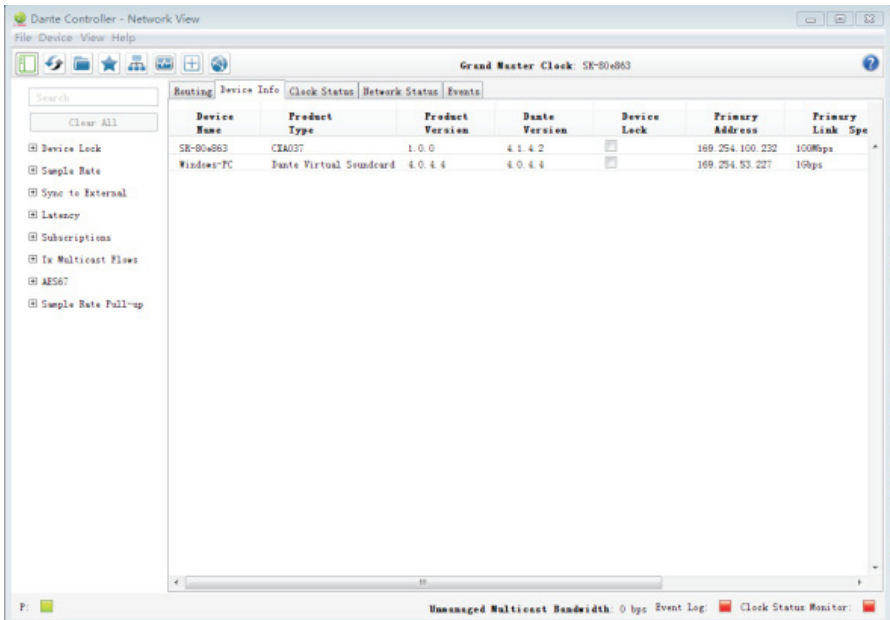 Dante Controller - Network View
File Device View Help
Grand Master Clock: SK-80e863
Search
Clear All
Device Lock
Sample Rate
Sync to External
Latency
Subscriptions
Tx Multicast Flows
AES67
Sample Rate Pull-up
Routing Device Info Clock Status Network Status Events
Device Name Product Type Product Version Dante Version Device Lock Primary Address Primary Link Spe
SK-80e863 CXA037 1.0.0 4.1.4.2 169.254.100.232 100Mbps
Windows-PC Dante Virtual Soundcard 4.0.4.4 4.0.4.4 169.254.53.227 1Gbps
P: Unmanaged Multicast Bandwidth: 0 bps Event Log: Clock Status Monitor: